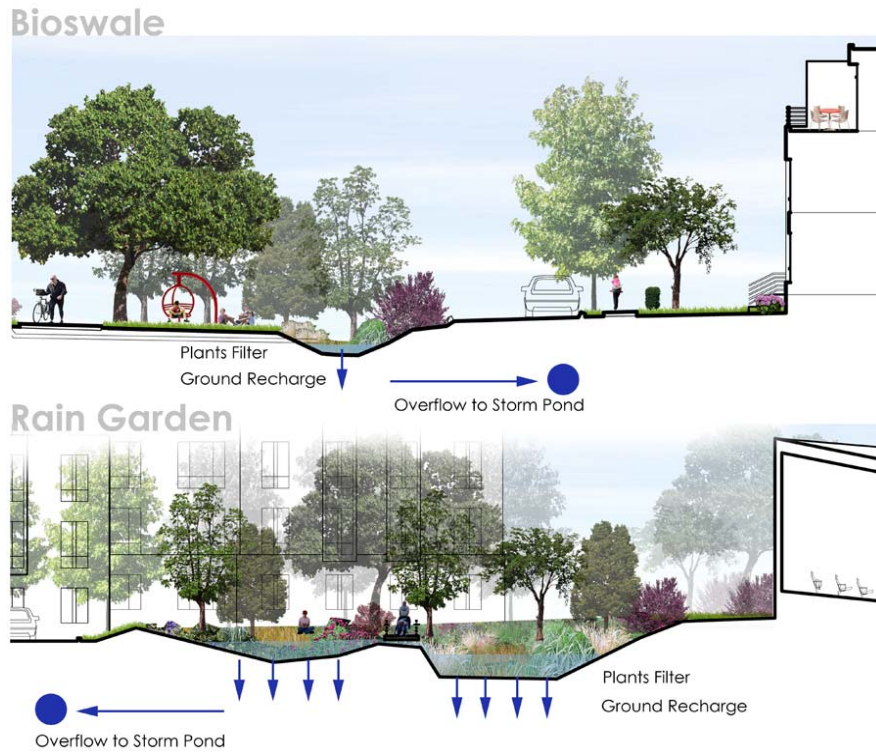 Bioswale
Plants Filter
Ground Recharge
Overflow to Storm Pond
Rain Garden
Plants Filter
Ground Recharge
Overflow to Storm Pond